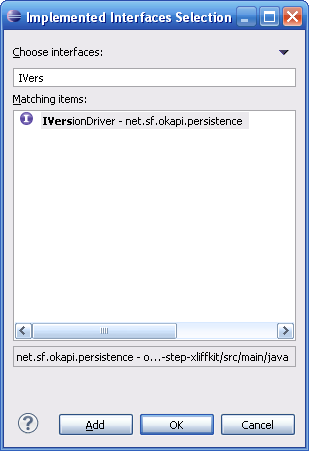 Implemented Interfaces Selection
Choose interfaces:
IVers
Matching items:
IVersionDriver - net.sf.okapi.persistence
net.sf.okapi.persistence - o...-step-xliffkit/src/main/java
Add OK Cancel